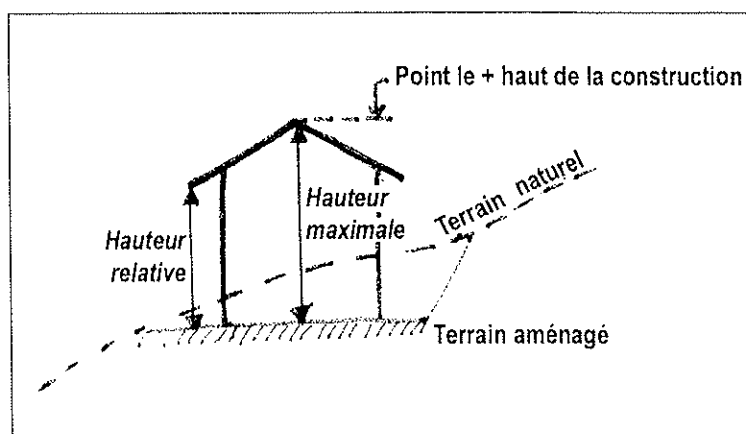 Point le + haut de la construction
Hauteur
maximale
Terrain naturel
Hauteur
relative
Terrain aménagé